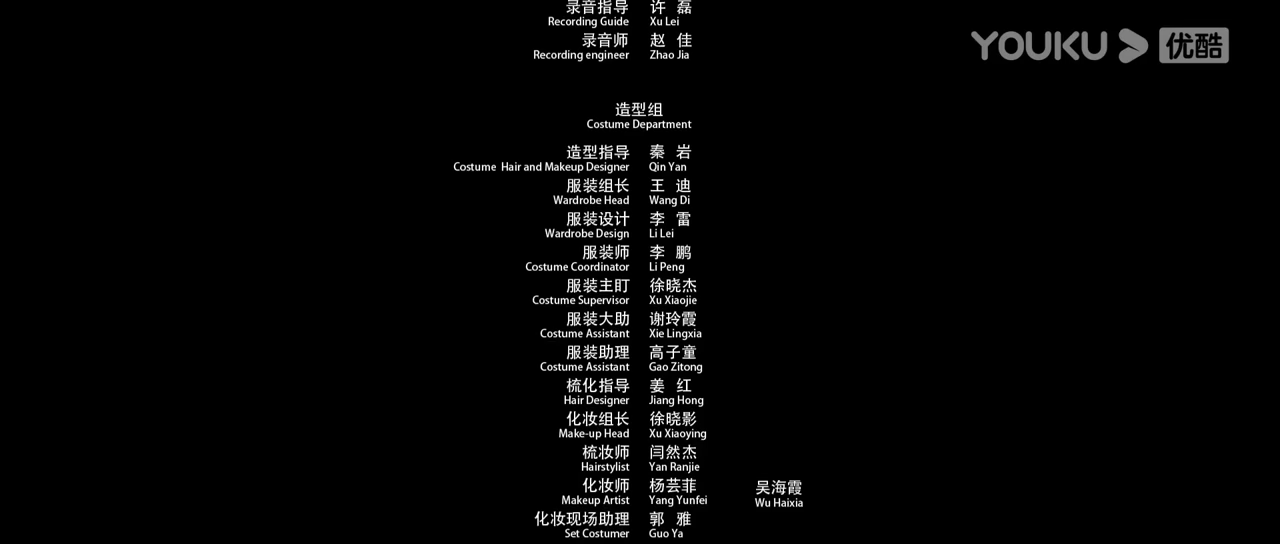 录音指导 许 磊
Recording Guide Xu Lei
录音师 赵 佳
Recording engineer Zhao Jia
YOUKU 优酷
造型组
Costume Department
造型指导 秦 岩
Costume Hair and Makeup Designer Qin Yan
服装组长 王 迪
Wardrobe Head Wang Di
服装设计 李 雷
Wardrobe Design Li Lei
服装师 李 鹏
Costume Coordinator Li Peng
服装主盯 徐晓杰
Costume Supervisor Xu Xiaojie
服装大助 谢玲霞
Costume Assistant Xie Lingxia
服装助理 高子童
Costume Assistant Gao Zitong
梳化指导 姜 红
Hair Designer Jiang Hong
化妆组长 徐晓影
Make-up Head Xu Xiaoying
梳妆师 闫然杰
Hairstylist Yan Ranjie
化妆师 杨芸菲 吴海霞
Makeup Artist Yang Yunfei Wu Haixia
化妆现场助理 郭 雅
Set Costumer Guo Ya